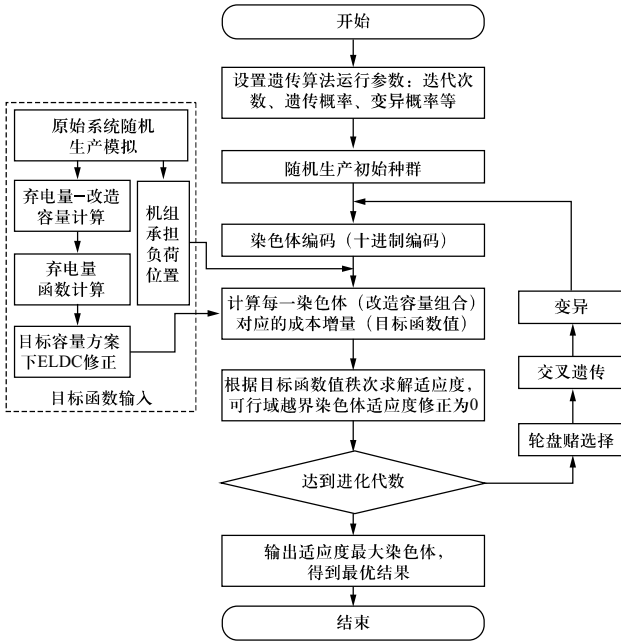 开始
设置遗传算法运行参数：迭代次
数、遗传概率、变异概率等
随机生产初始种群
染色体编码（十进制编码）
计算每一染色体（改造容量组合）
对应的成本增量（目标函数值）
根据目标函数值秩次求解适应度，
可行域越界染色体适应度修正为0
达到进化代数
输出适应度最大染色体，
得到最优结果
结束
原始系统随机
生产模拟
弃电量-改造
容量计算
机组
承担
负荷
位置
弃电量
函数计算
目标容量方案
下ELDC修正
目标函数输入
变异
交叉遗传
轮盘赌选择